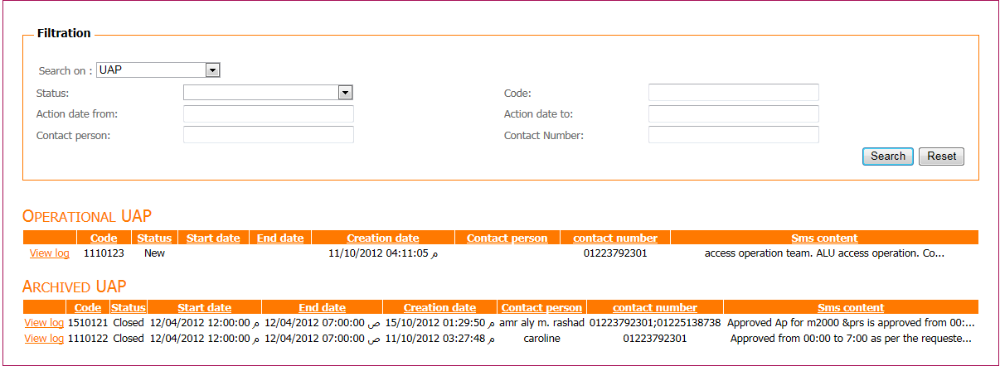 Filtration
Search on : UAP
Status: Code:
Action date from: Action date to:
Contact person: Contact Number:
Search Reset
OPERATIONAL UAP
Code Status Start date End date Creation date Contact person contact number Sms content
View log 1110123 New 11/10/2012 04:11:05 م 01223792301 access operation team. ALU access operation. Co...
ARCHIVED UAP
Code Status Start date End date Creation date Contact person contact number Sms content
View log 1510121 Closed 12/04/2012 12:00:00 م 12/04/2012 07:00:00 ص 15/10/2012 01:29:50 م amr aly m. rashad 01223792301;01225138738 Approved Ap for m2000 &prs is approved from 00:...
View log 1110122 Closed 12/04/2012 12:00:00 م 12/04/2012 07:00:00 ص 11/10/2012 03:27:48 م caroline 01223792301 Approved from 00:00 to 7:00 as per the requeste...